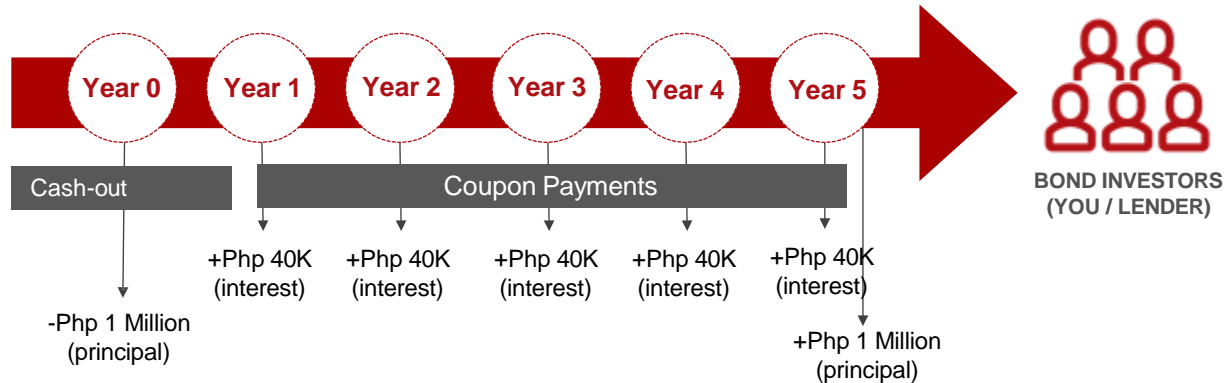 Year 0
Year 1
Year 2
Year 3
Year 4
Year 5
Cash-out
Coupon Payments
BOND INVESTORS
(YOU / LENDER)
+Php 40K
(interest)
+Php 40K
(interest)
+Php 40K
(interest)
+Php 40K
(interest)
+Php 40K
(interest)
-Php 1 Million
(principal)
+Php 1 Million
(principal)